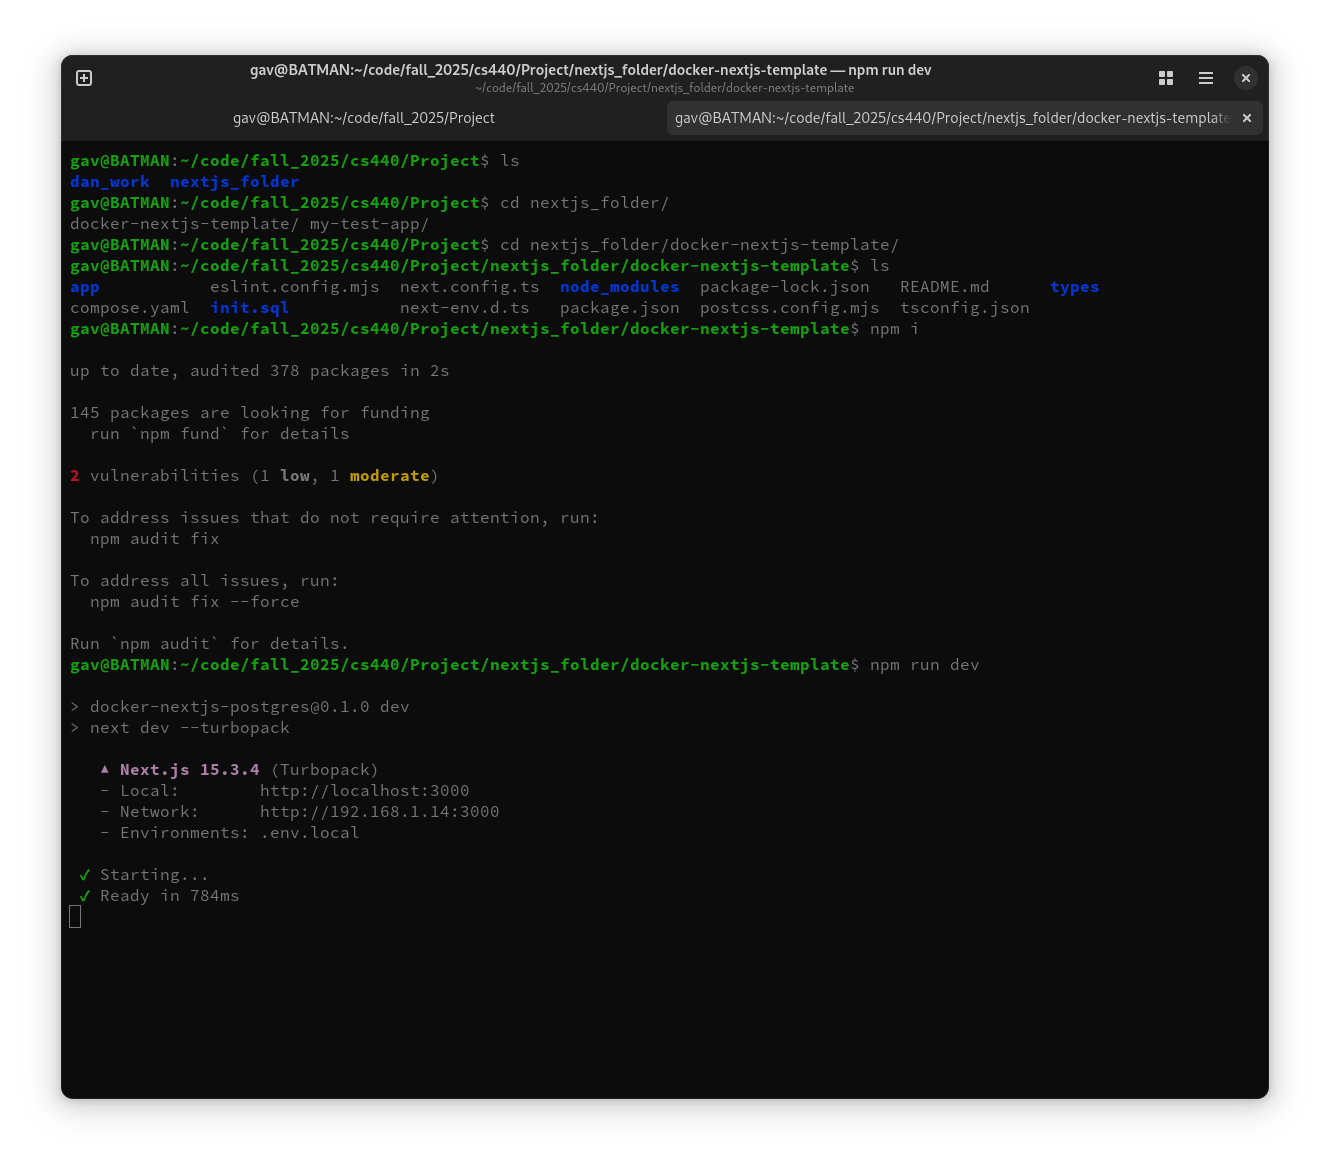 gav@BATMAN:~/code/fall_2025/cs440/Project/nextjs_folder/docker-nextjs-template — npm run dev
~/code/fall_2025/cs440/Project/nextjs_folder/docker-nextjs-template
gav@BATMAN:~/code/fall_2025/Project
gav@BATMAN:~/code/fall_2025/cs440/Project/nextjs_folder/docker-nextjs-template
gav@BATMAN:~/code/fall_2025/cs440/Project$ ls
dan_work  nextjs_folder
gav@BATMAN:~/code/fall_2025/cs440/Project$ cd nextjs_folder/
docker-nextjs-template/ my-test-app/
gav@BATMAN:~/code/fall_2025/cs440/Project$ cd nextjs_folder/docker-nextjs-template/
gav@BATMAN:~/code/fall_2025/cs440/Project/nextjs_folder/docker-nextjs-template$ ls
app           eslint.config.mjs  next.config.ts  node_modules  package-lock.json   README.md      types
compose.yaml  init.sql           next-env.d.ts   package.json  postcss.config.mjs  tsconfig.json
gav@BATMAN:~/code/fall_2025/cs440/Project/nextjs_folder/docker-nextjs-template$ npm i
up to date, audited 378 packages in 2s
145 packages are looking for funding
  run `npm fund` for details
2 vulnerabilities (1 low, 1 moderate)
To address issues that do not require attention, run:
  npm audit fix
To address all issues, run:
  npm audit fix --force
Run `npm audit` for details.
gav@BATMAN:~/code/fall_2025/cs440/Project/nextjs_folder/docker-nextjs-template$ npm run dev
> docker-nextjs-postgres@0.1.0 dev
> next dev --turbopack
   ▲ Next.js 15.3.4 (Turbopack)
   - Local:        http://localhost:3000
   - Network:      http://192.168.1.14:3000
   - Environments: .env.local
 ✓ Starting...
 ✓ Ready in 784ms